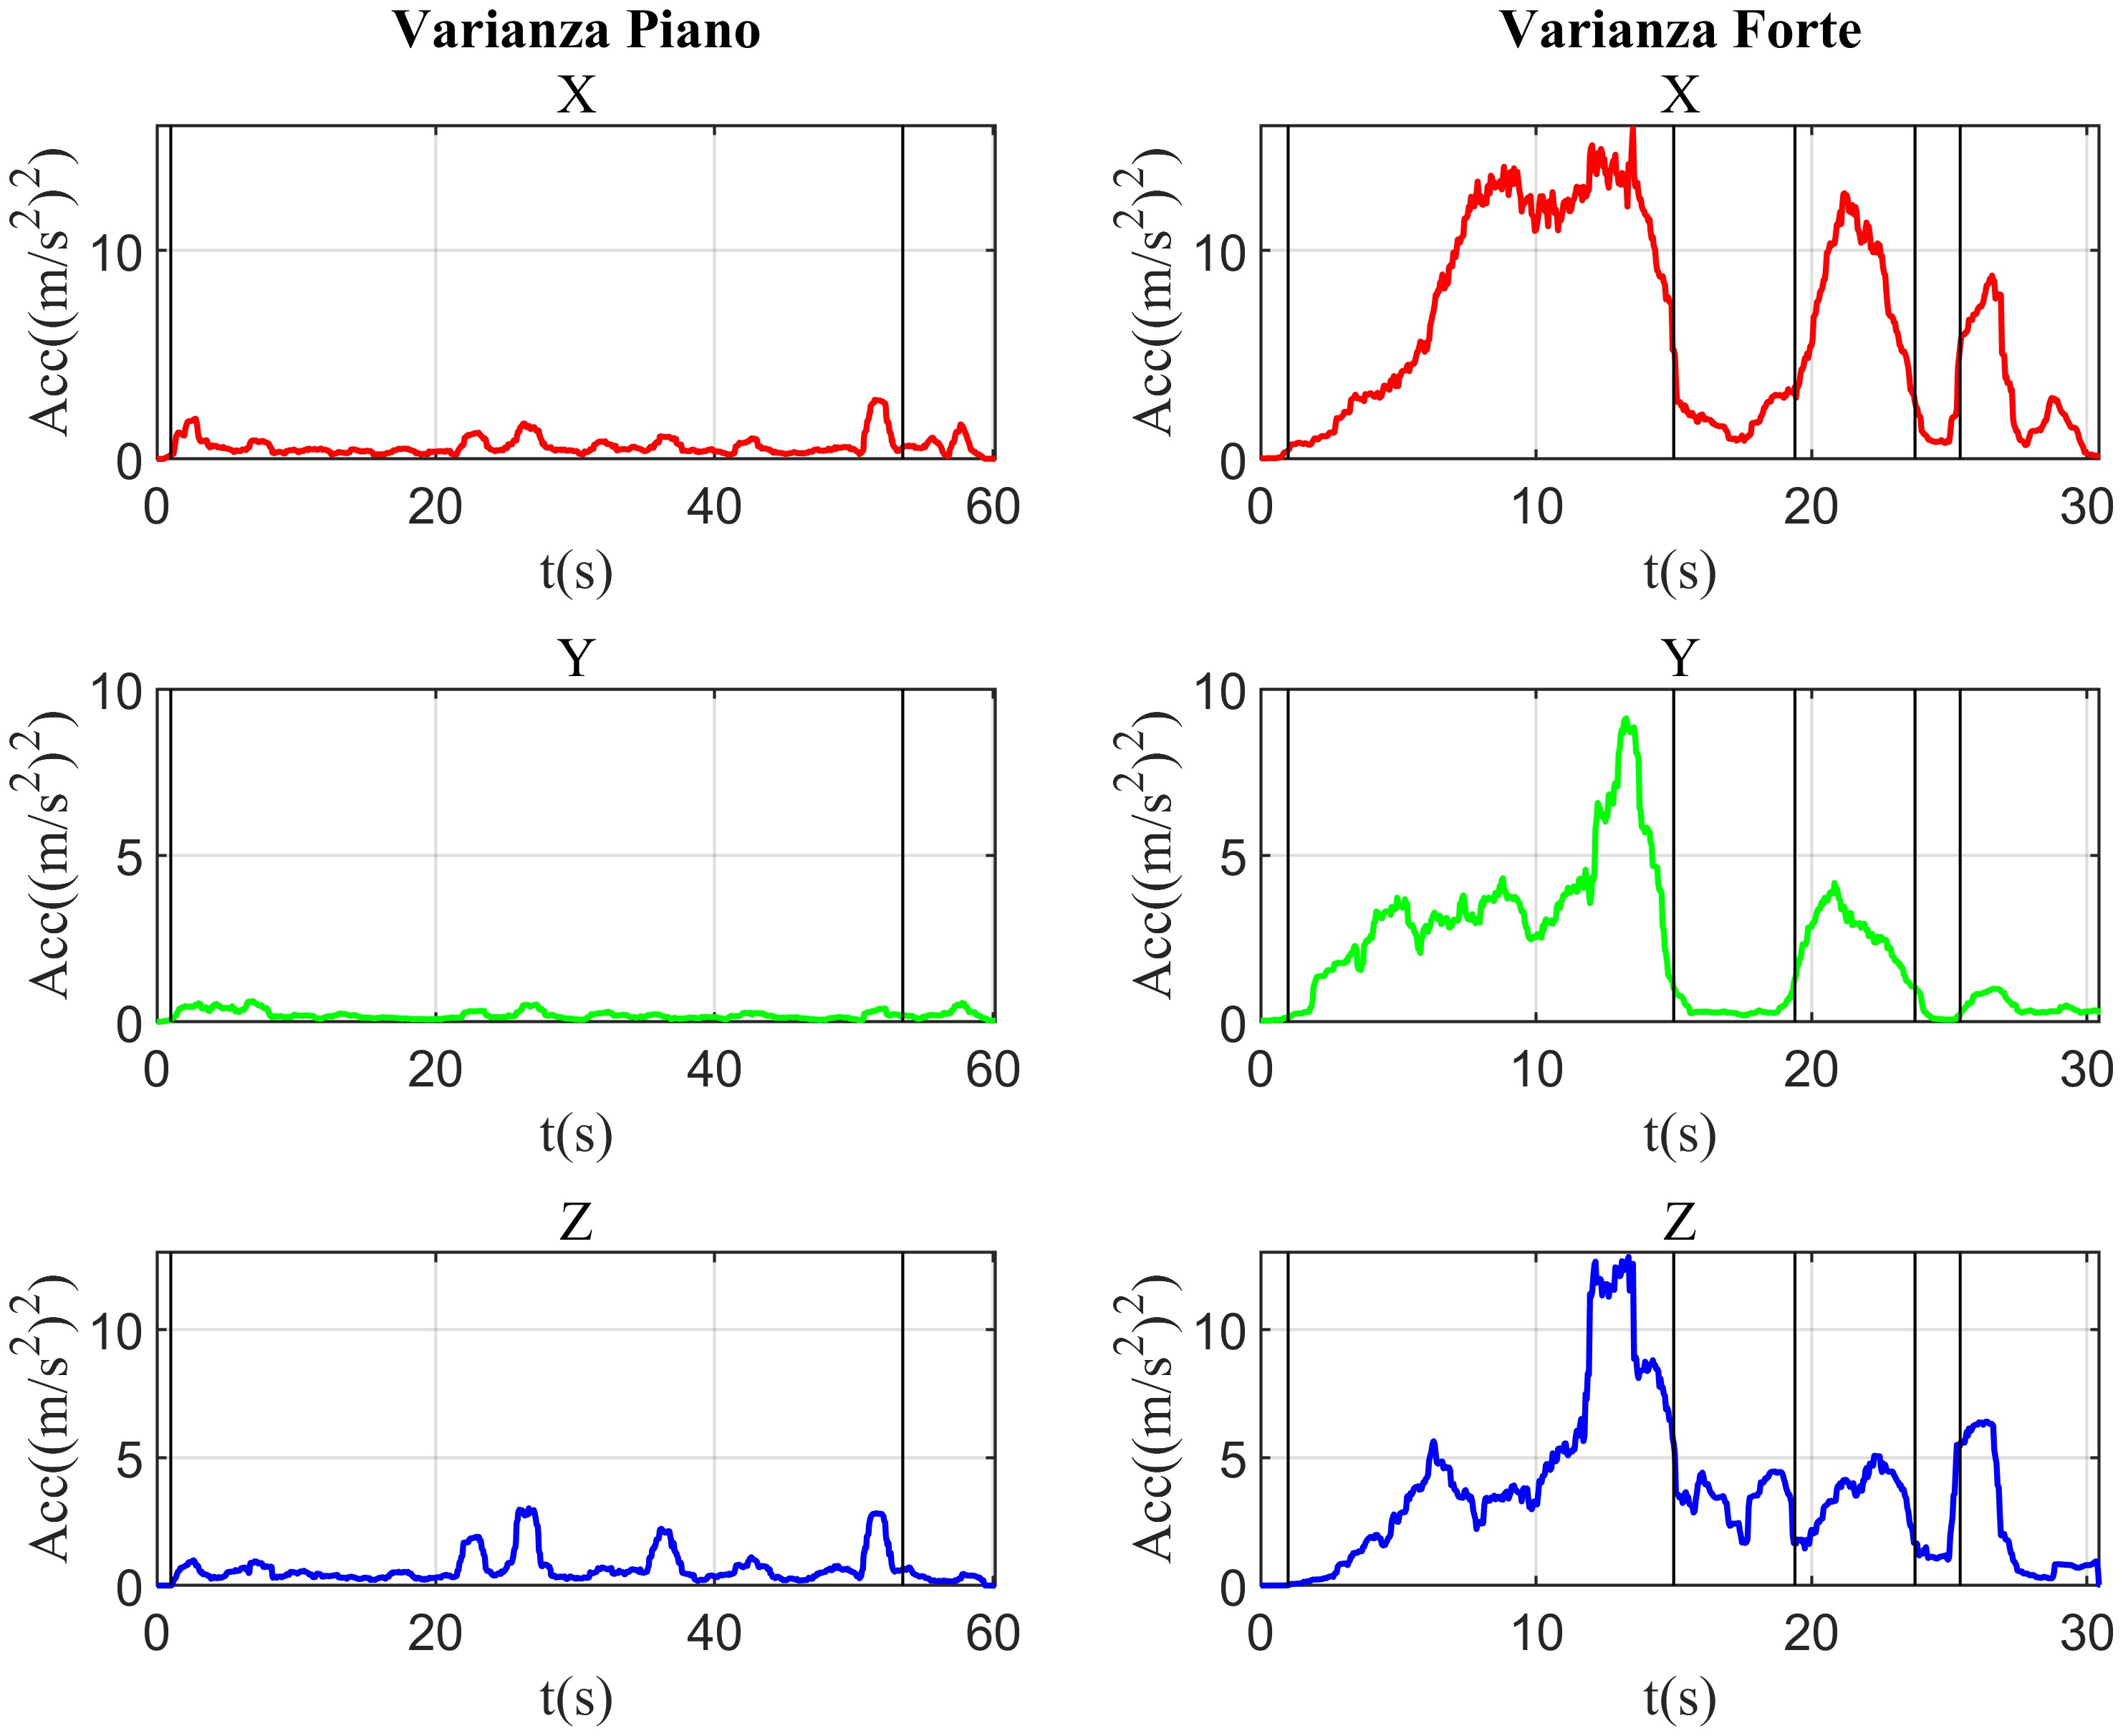 Varianza Piano
X
Acc((m/s²)²)
10
0
0 20 40 60
t(s)
Varianza Forte
X
Acc((m/s²)²)
10
0
0 10 20 30
t(s)
Y
Acc((m/s²)²)
10
5
0
0 20 40 60
t(s)
Y
Acc((m/s²)²)
10
5
0
0 10 20 30
t(s)
Z
Acc((m/s²)²)
10
5
0
0 20 40 60
t(s)
Z
Acc((m/s²)²)
10
5
0
0 10 20 30
t(s)